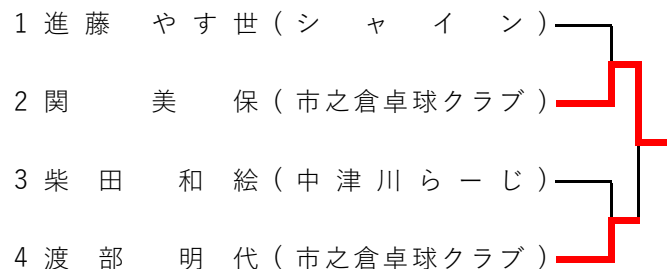 1 進藤 やす世 ( シャイン )
2 関 美保 ( 市之倉卓球クラブ )
3 柴田 和絵 ( 中津川らーじ )
4 渡部 明代 ( 市之倉卓球クラブ )